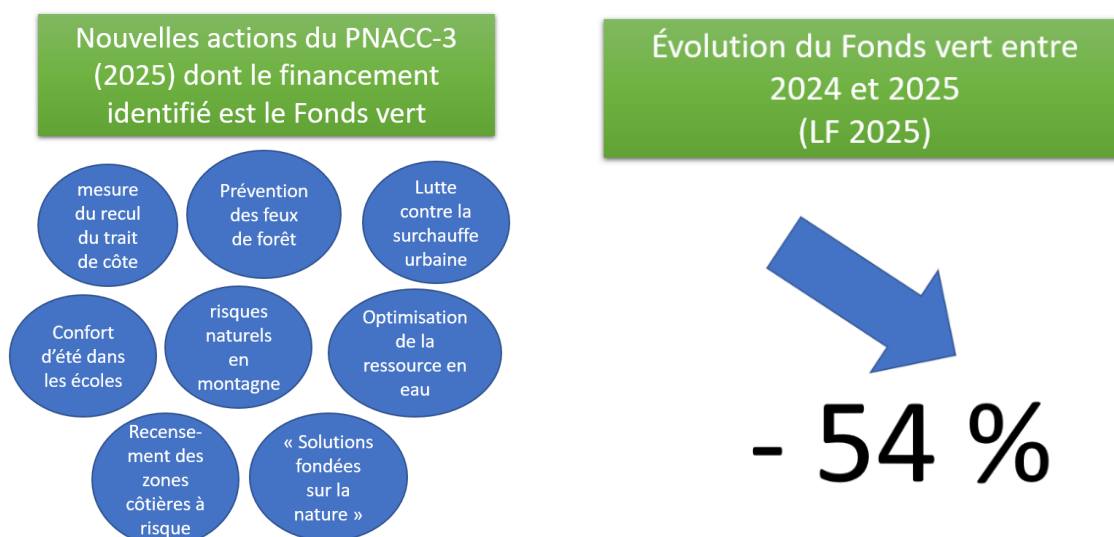 Nouvelles actions du PNACC-3
(2025) dont le financement
identifié est le Fonds vert
Évolution du Fonds vert entre
2024 et 2025
(LF 2025)
mesure
du recul
du trait
de côte
Prévention
des feux
de forêt
Lutte
contre la
surchauffe
urbaine
Confort
d'été dans
les écoles
risques
naturels
en
montagne
Optimisation
de la
ressource en
eau
Recense-
ment des
zones
côtières à
risque
« Solutions
fondées
sur la
nature »
- 54 %